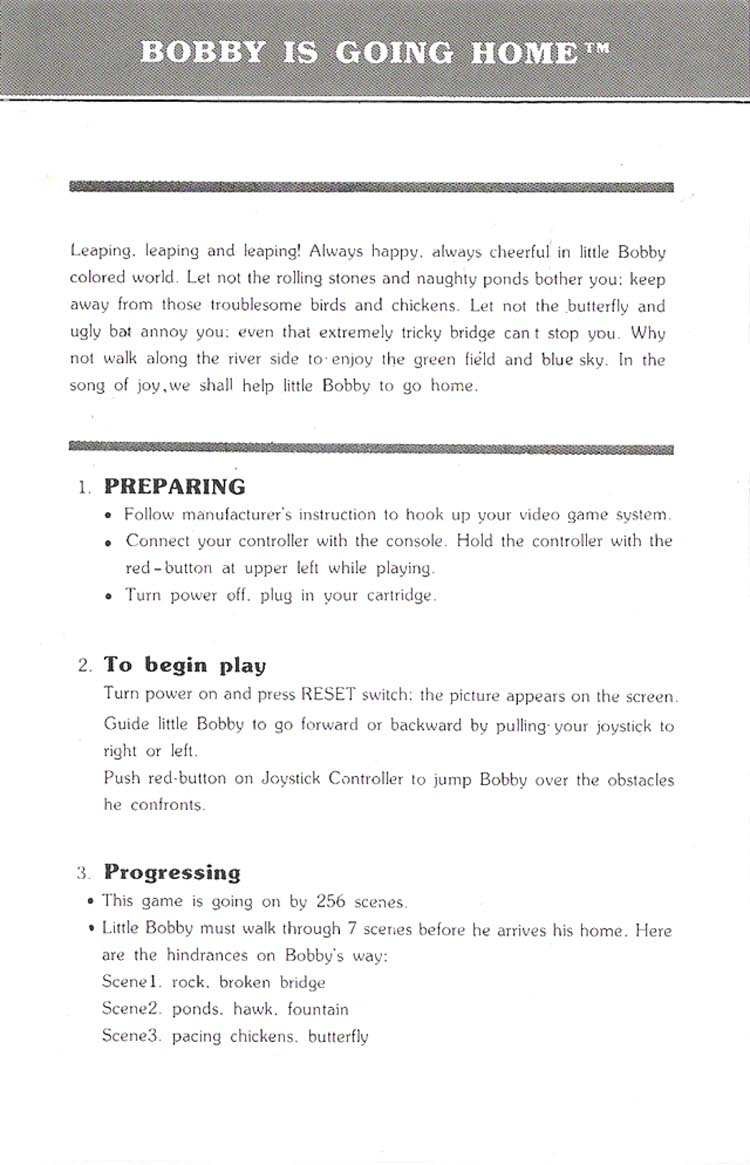 BOBBY IS GOING HOME™
Leaping, leaping and leaping! Always happy, always cheerful in little Bobby
colored world. Let not the rolling stones and naughty ponds bother you; keep
away from those troublesome birds and chickens. Let not the butterfly and
ugly bat annoy you; even that extremely tricky bridge can t stop you. Why
not walk along the river side to enjoy the green field and blue sky. In the
song of joy, we shall help little Bobby to go home.
1. PREPARING
• Follow manufacturer's instruction to hook up your video game system.
• Connect your controller with the console. Hold the controller with the
red-button at upper left while playing.
• Turn power off, plug in your cartridge.
2. To begin play
Turn power on and press RESET switch; the picture appears on the screen.
Guide little Bobby to go forward or backward by pulling your joystick to
right or left.
Push red-button on Joystick Controller to jump Bobby over the obstacles
he confronts.
3. Progressing
• This game is going on by 256 scenes.
• Little Bobby must walk through 7 scenes before he arrives his home. Here
are the hindrances on Bobby's way:
Scene1. rock, broken bridge
Scene2. ponds, hawk, fountain
Scene3. pacing chickens, butterfly